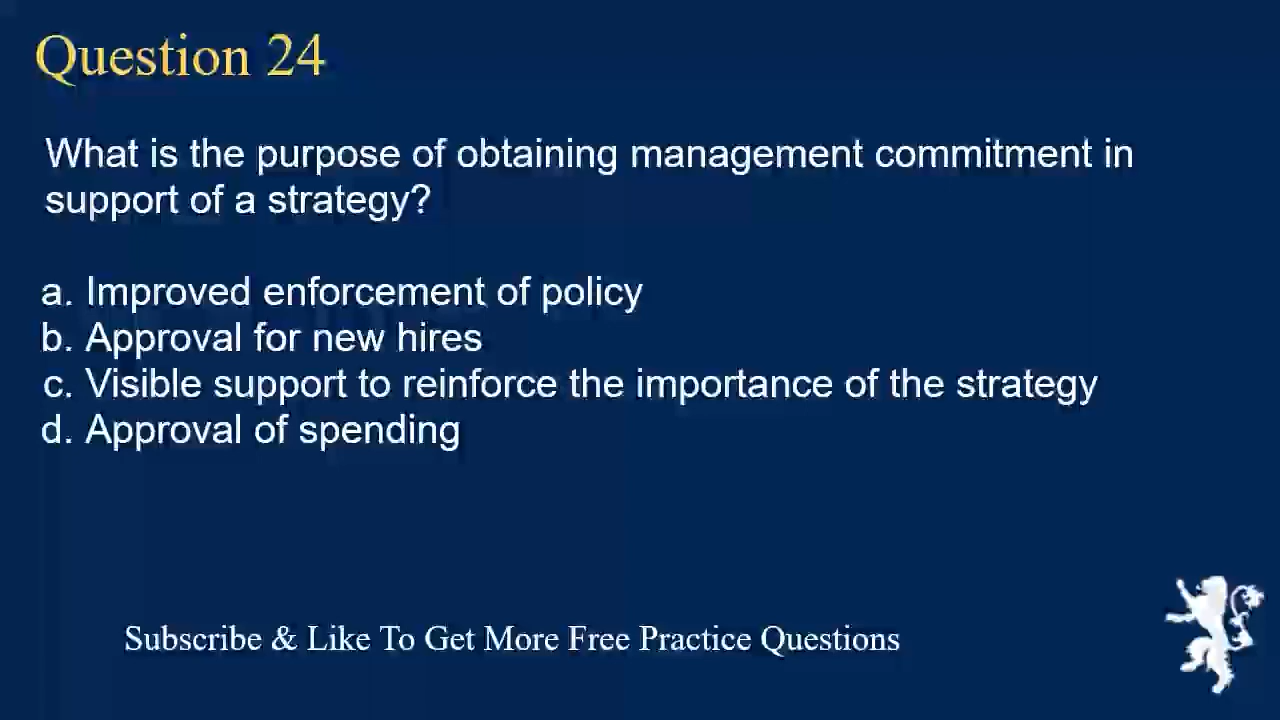 Question 24
What is the purpose of obtaining management commitment in
support of a strategy?
a. Improved enforcement of policy
b. Approval for new hires
c. Visible support to reinforce the importance of the strategy
d. Approval of spending
Subscribe & Like To Get More Free Practice Questions